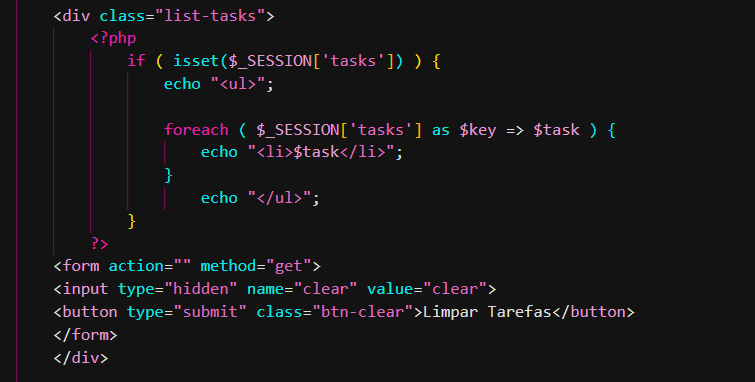 <div class="list-tasks">
<?php
if ( isset($_SESSION['tasks']) ) {
echo "<ul>";
foreach ( $_SESSION['tasks'] as $key => $task ) {
echo "<li>$task</li>";
}
echo "</ul>";
}
?>
<form action="" method="get">
<input type="hidden" name="clear" value="clear">
<button type="submit" class="btn-clear">Limpar Tarefas</button>
</form>
</div>